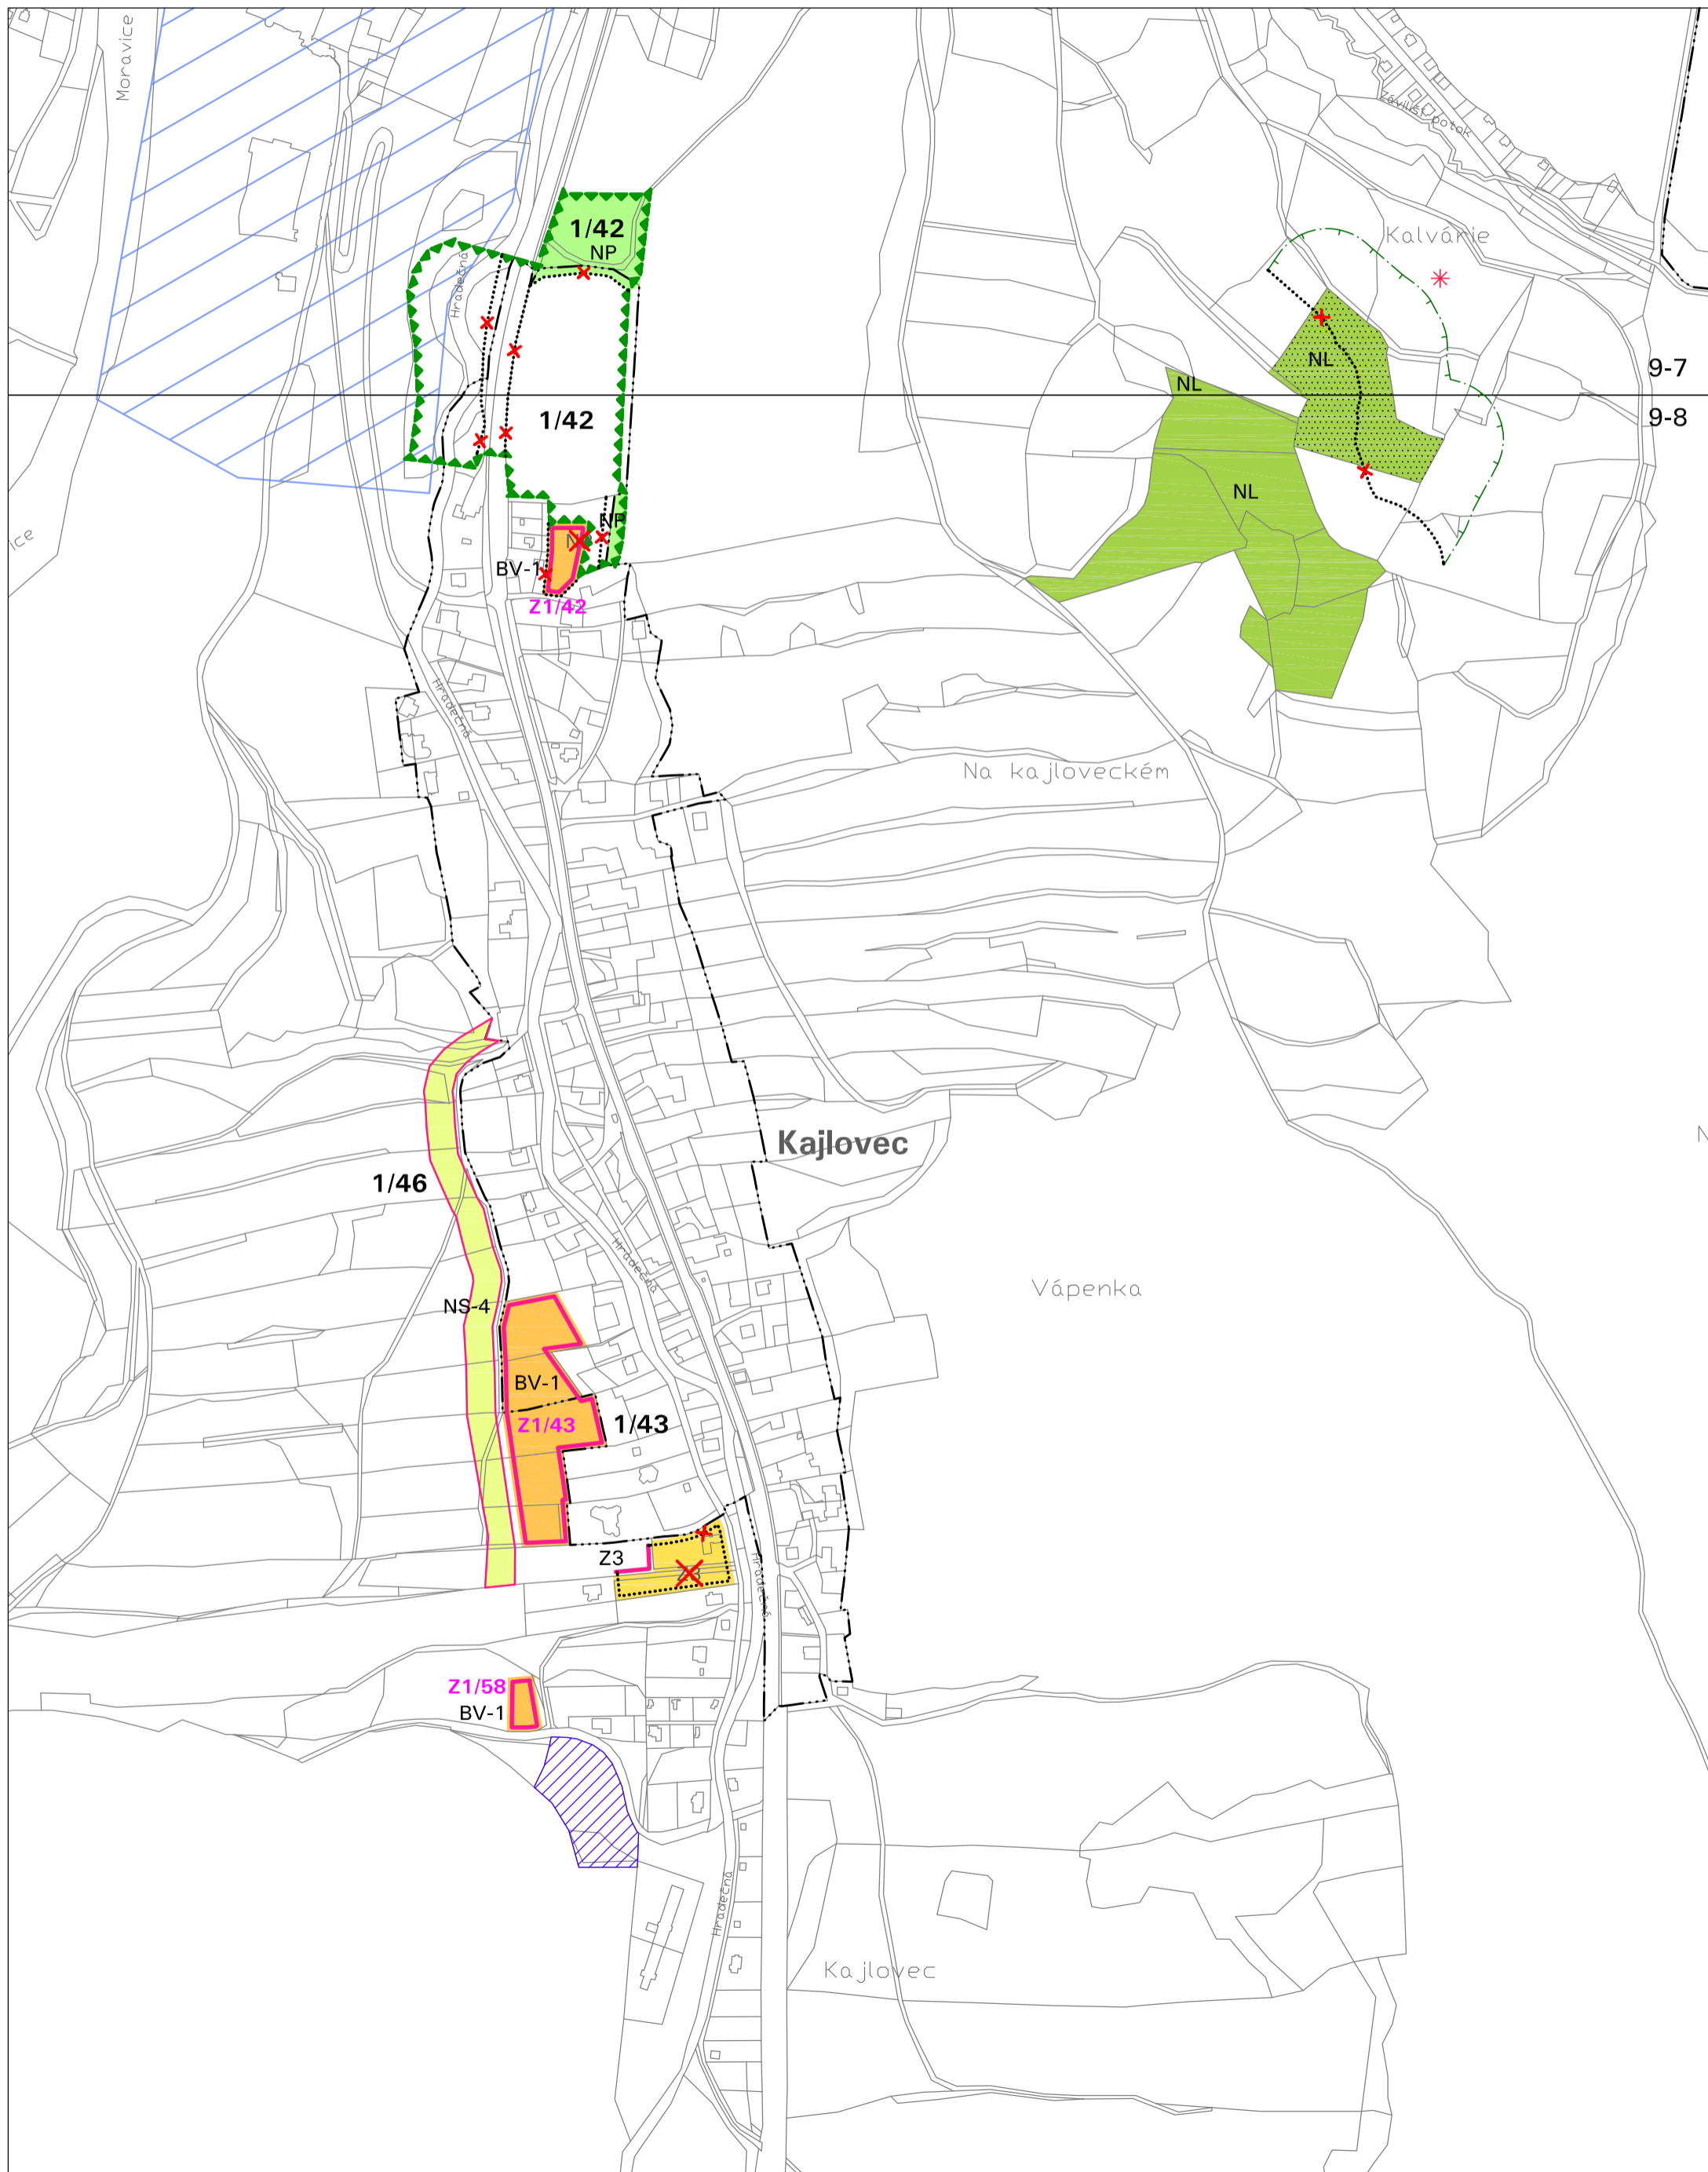 Moravice
Závilišť potok
1/42
NP
Kalvárie
Hradečná
NL
9-7
NL
9-8
1/42
NL
NP
BV-1
Z1/42
Hradečná
Na kajloveckém
Kajlovec
1/46
Hradečná
Vápenka
NS-4
BV-1
Z1/43
1/43
Z3
Hradečná
Z1/58
BV-1
Hradečná
Kajlovec